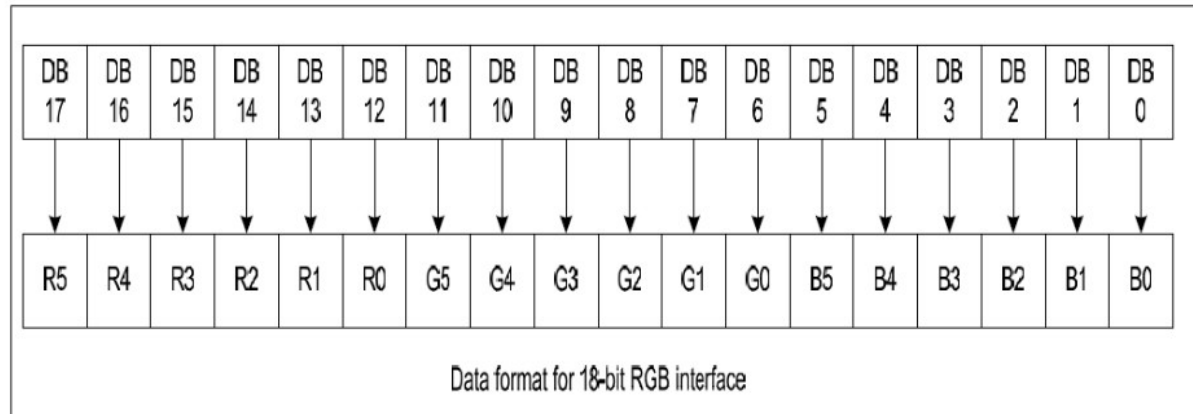 DB DB DB DB DB DB DB DB DB DB DB DB DB DB DB DB DB DB
17 16 15 14 13 12 11 10 9 8 7 6 5 4 3 2 1 0
R5 R4 R3 R2 R1 R0 G5 G4 G3 G2 G1 G0 B5 B4 B3 B2 B1 B0
Data format for 18-bit RGB interface